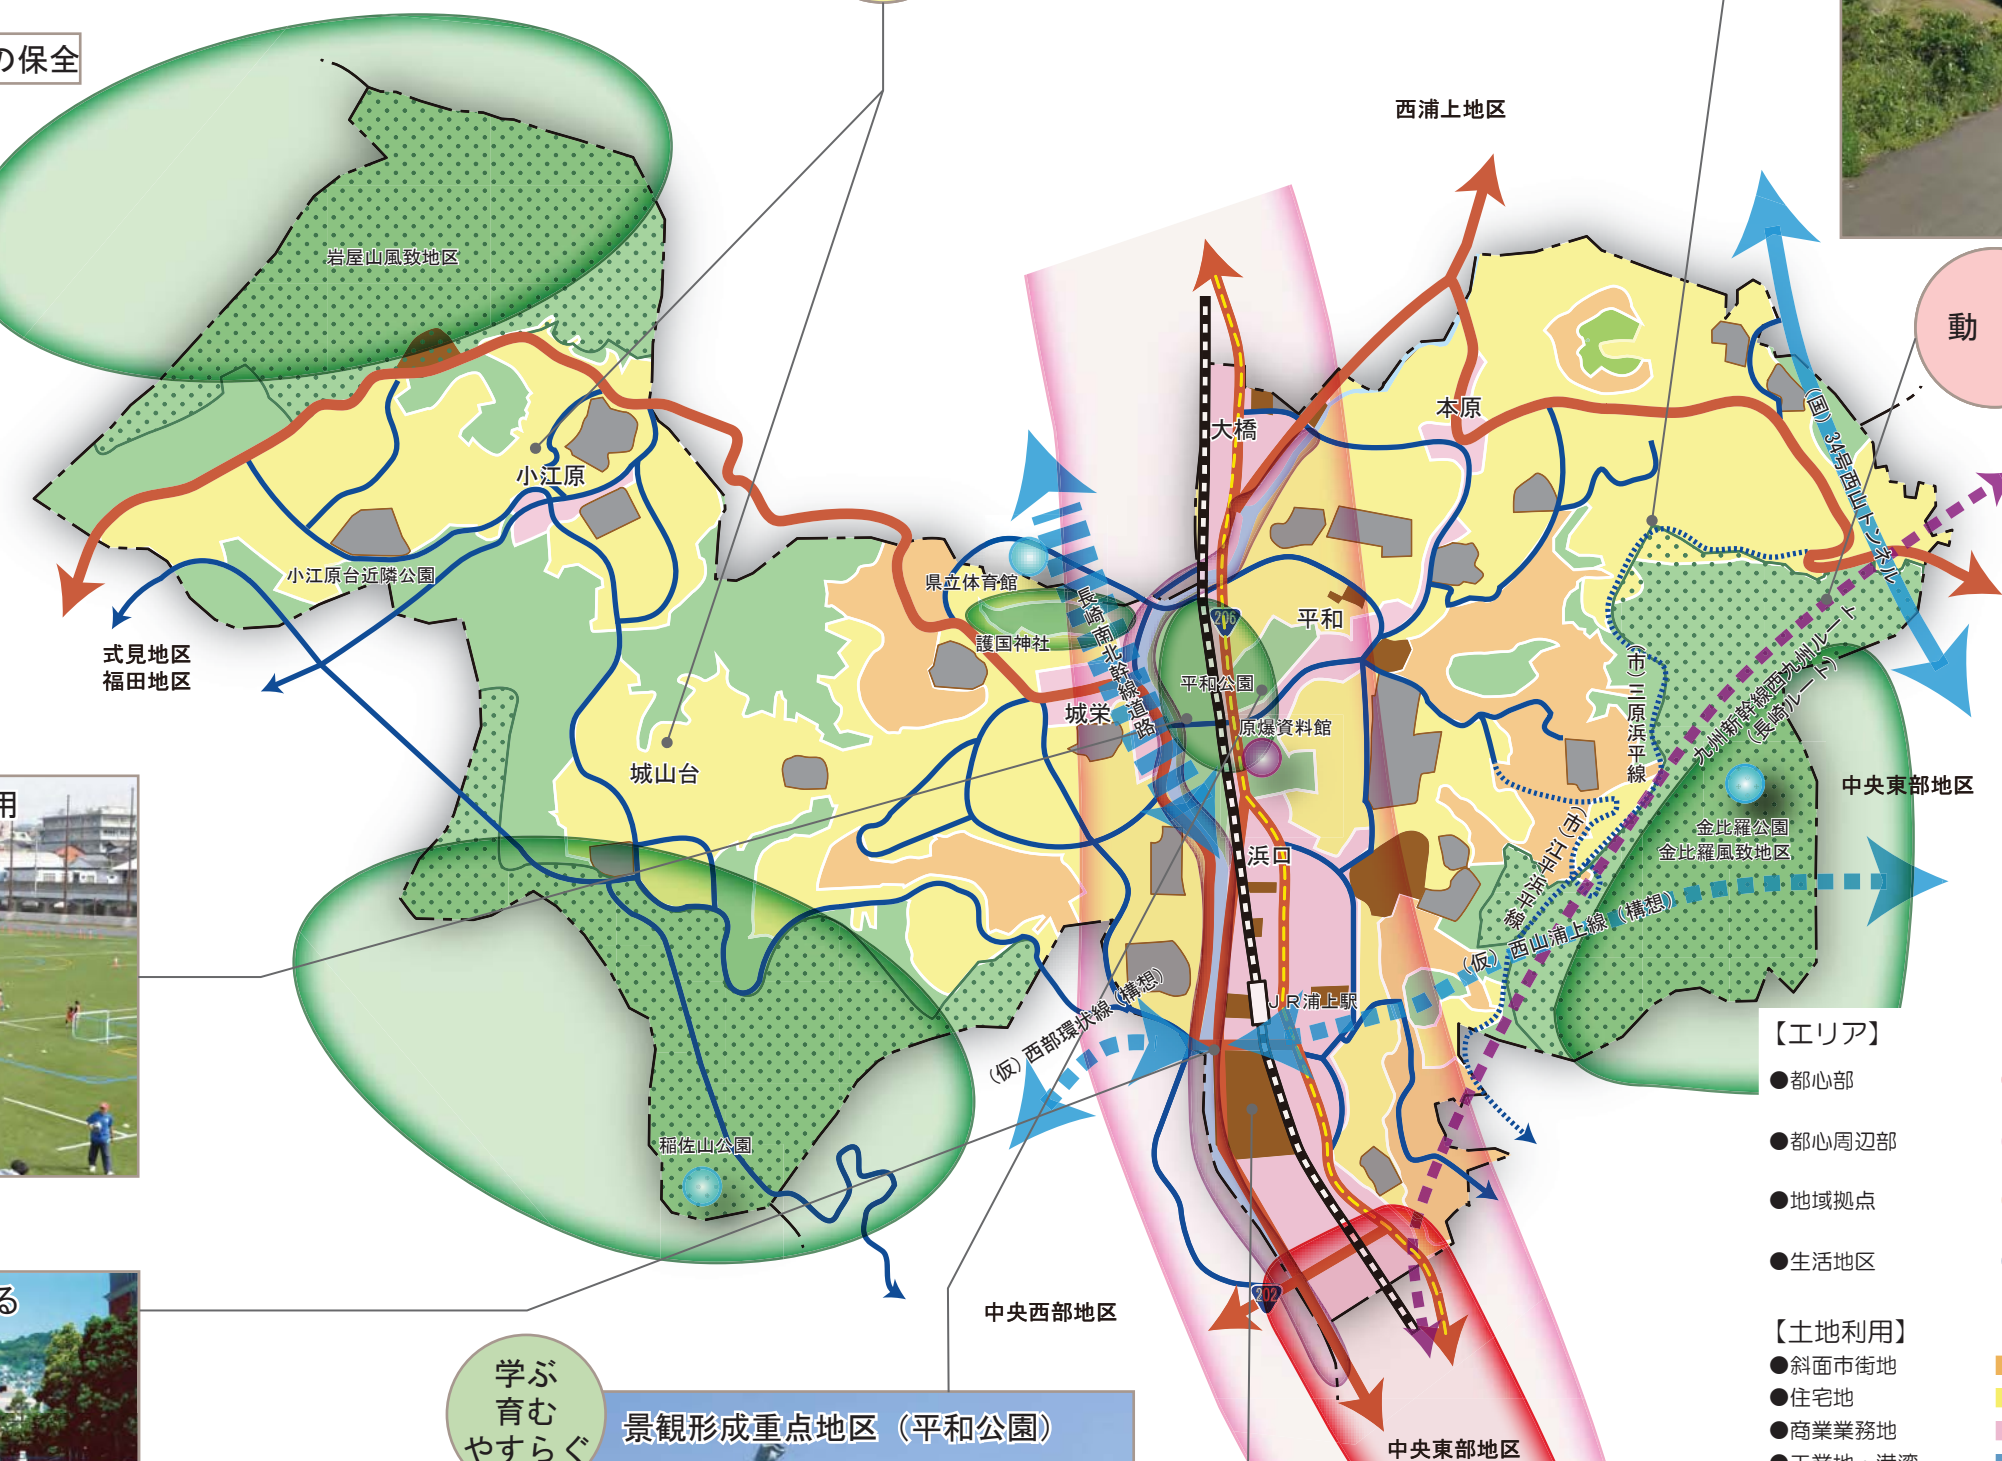 の保全
西浦上地区
動
岩屋山風致地区
大橋
本原
(国)34号西山トンネル
小江原
小江原台近隣公園
県立体育館
長崎南北幹線道路
護国神社
206
平和
式見地区
福田地区
平和公園
城栄
原爆資料館
(市)三原浜平線
九州新幹線西九州ルート
(長崎ルート)
城山台
中央東部地区
用
浜口
(市)江平浜平線
金比羅公園
金比羅風致地区
(仮)西山浦上線(構想)
(仮)西部環状線(構想)
JR浦上駅
稲佐山公園
【エリア】
●都心部
●都心周辺部
●地域拠点
●生活地区
る
202
中央西部地区
【土地利用】
●斜面市街地
●住宅地
●商業業務地
学ぶ
育む
やすらぐ
景観形成重点地区(平和公園)
中央東部地区
●工業地・港湾